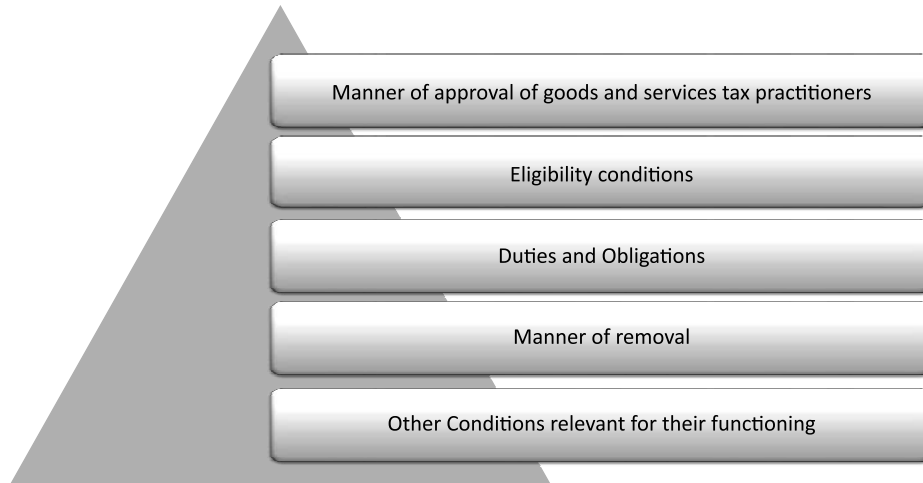 Manner of approval of goods and services tax practitioners
Eligibility conditions
Duties and Obligations
Manner of removal
Other Conditions relevant for their functioning